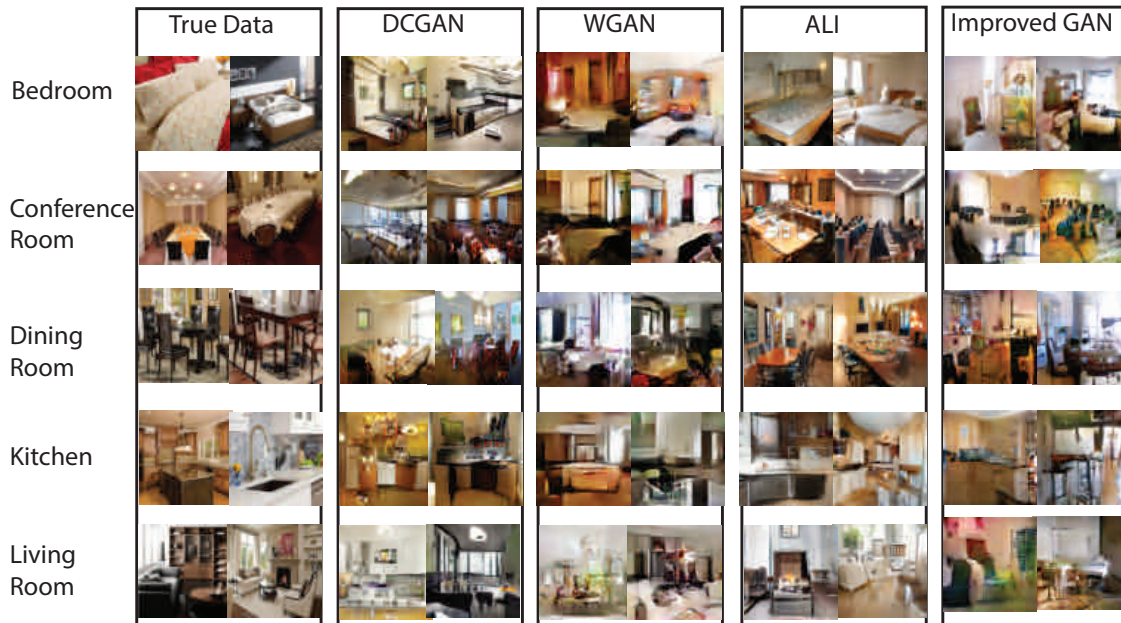 True Data
DCGAN
WGAN
ALI
Improved GAN
Bedroom
Conference
Room
Dining
Room
Kitchen
Living
Room